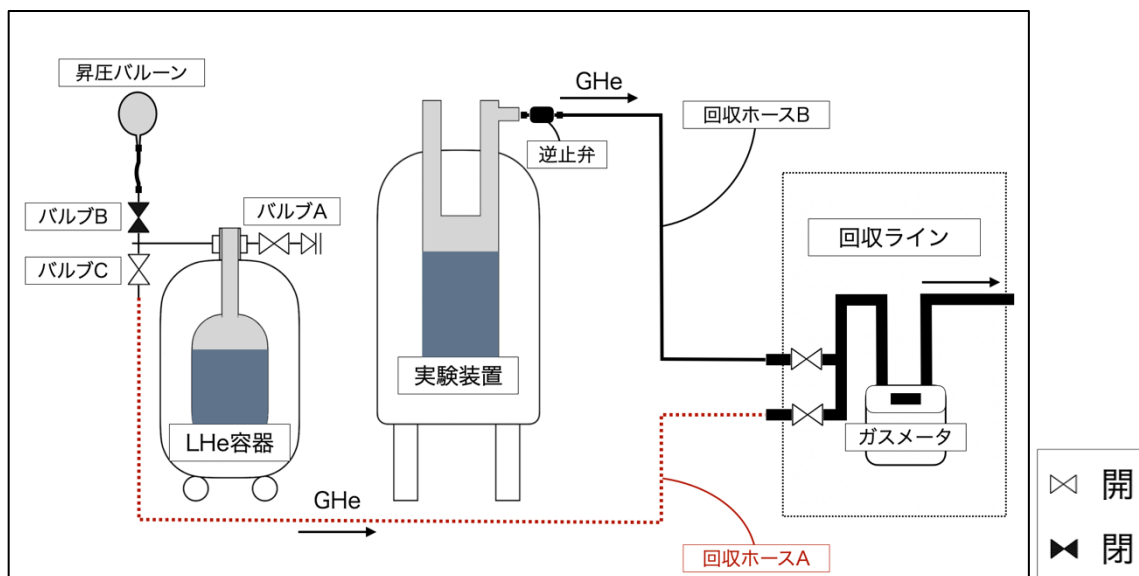 昇圧バルーン
GHe
回収ホースB
逆止弁
バルブB
バルブA
回収ライン
バルブC
実験装置
ガスメータ
LHe容器
GHe
回収ホースA
開
閉